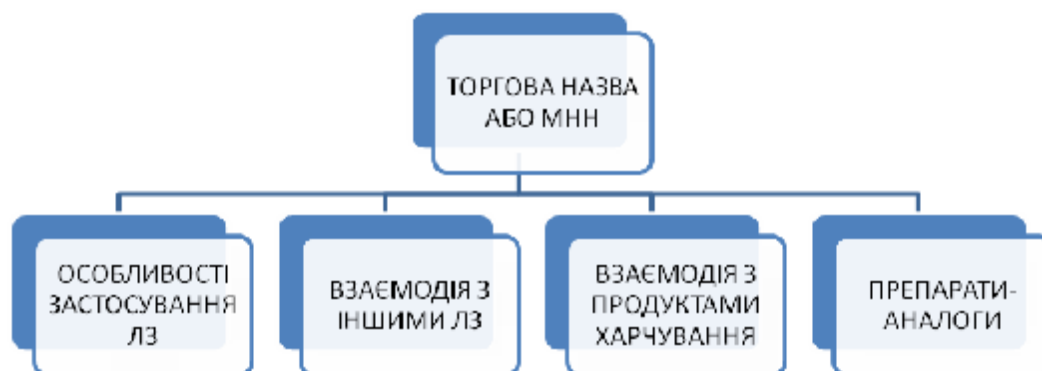 ТОРГОВА НАЗВА
АБО МНН
ОСОБЛИВОСТІ
ЗАСТОСУВАННЯ
ЛЗ
ВЗАЄМОДІЯ З
ІНШИМИ ЛЗ
ВЗАЄМОДІЯ З
ПРОДУКТАМИ
ХАРЧУВАННЯ
ПРЕПАРАТИ-
АНАЛОГИ